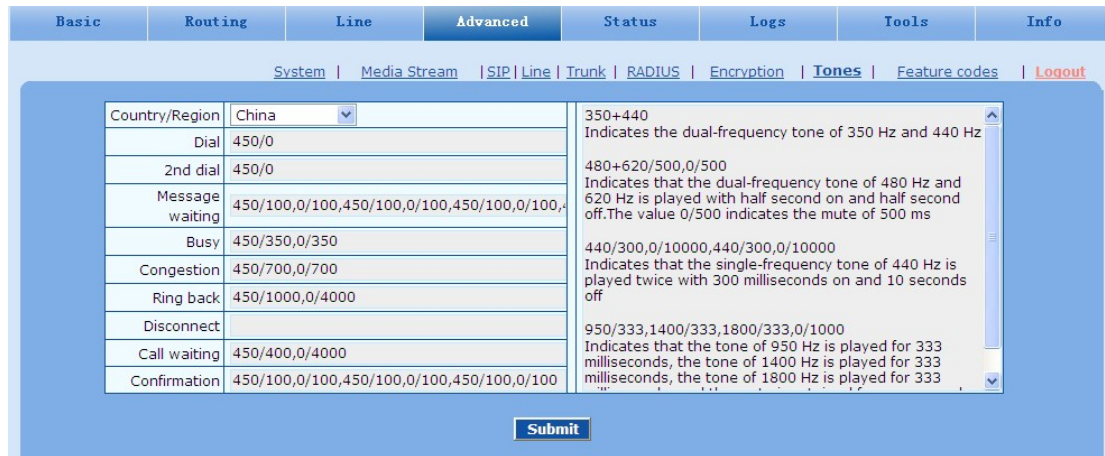 Basic Routing Line Advanced Status Logs Tools Info
System | Media Stream | SIP | Line | Trunk | RADIUS | Encryption | Tones | Feature codes | Logout
Country/Region China
Dial 450/0
2nd dial 450/0
Message waiting 450/100,0/100,450/100,0/100,450/100,0/100,
Busy 450/350,0/350
Congestion 450/700,0/700
Ring back 450/1000,0/4000
Disconnect
Call waiting 450/400,0/4000
Confirmation 450/100,0/100,450/100,0/100,450/100,0/100
350+440
Indicates the dual-frequency tone of 350 Hz and 440 Hz
480+620/500,0/500
Indicates that the dual-frequency tone of 480 Hz and
620 Hz is played with half second on and half second
off.The value 0/500 indicates the mute of 500 ms
440/300,0/10000,440/300,0/10000
Indicates that the single-frequency tone of 440 Hz is
played twice with 300 milliseconds on and 10 seconds
off
950/333,1400/333,1800/333,0/1000
Indicates that the tone of 950 Hz is played for 333
milliseconds, the tone of 1400 Hz is played for 333
milliseconds, the tone of 1800 Hz is played for 333
Submit